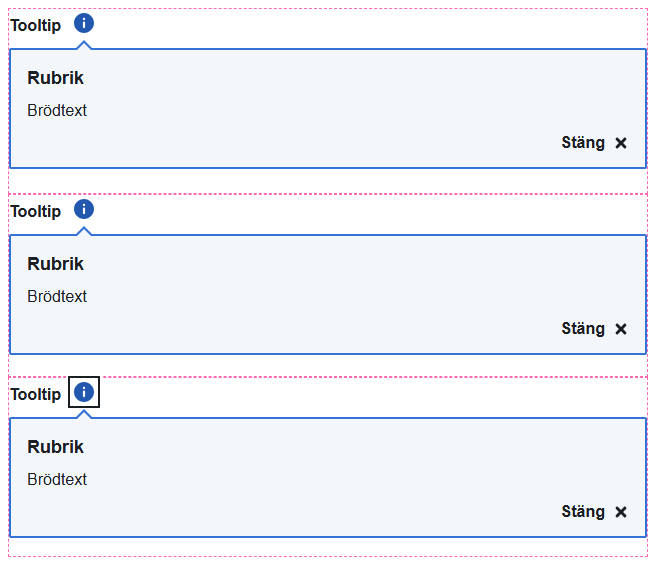 Tooltip
Rubrik
Brödtext
Stäng
Tooltip
Rubrik
Brödtext
Stäng
Tooltip
Rubrik
Brödtext
Stäng